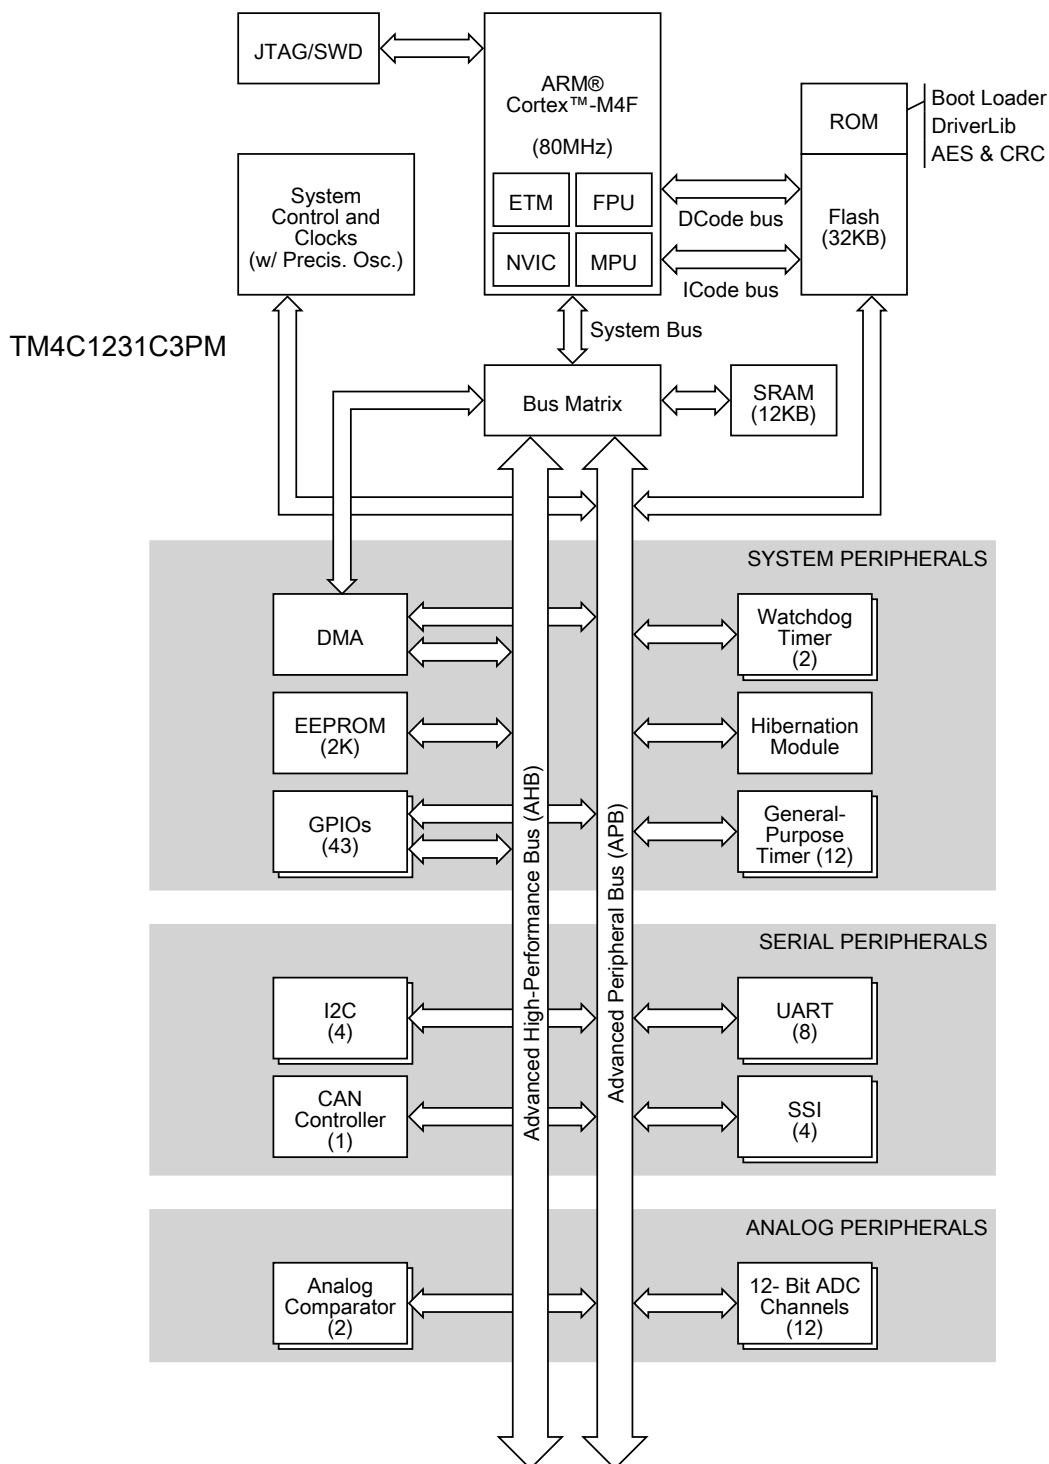 JTAG/SWD
ARM®
Cortex™-M4F
(80MHz)
ETM
FPU
NVIC
MPU
ROM
Boot Loader
DriverLib
AES & CRC
Flash
(32KB)
DCode bus
ICode bus
System
Control and
Clocks
(w/ Precis. Osc.)
TM4C1231C3PM
System Bus
Bus Matrix
SRAM
(12KB)
SYSTEM PERIPHERALS
DMA
Watchdog
Timer
(2)
EEPROM
(2K)
Hibernation
Module
GPIOs
(43)
General-
Purpose
Timer (12)
Advanced High-Performance Bus (AHB)
Advanced Peripheral Bus (APB)
SERIAL PERIPHERALS
I2C
(4)
UART
(8)
CAN
Controller
(1)
SSI
(4)
ANALOG PERIPHERALS
Analog
Comparator
(2)
12- Bit ADC
Channels
(12)